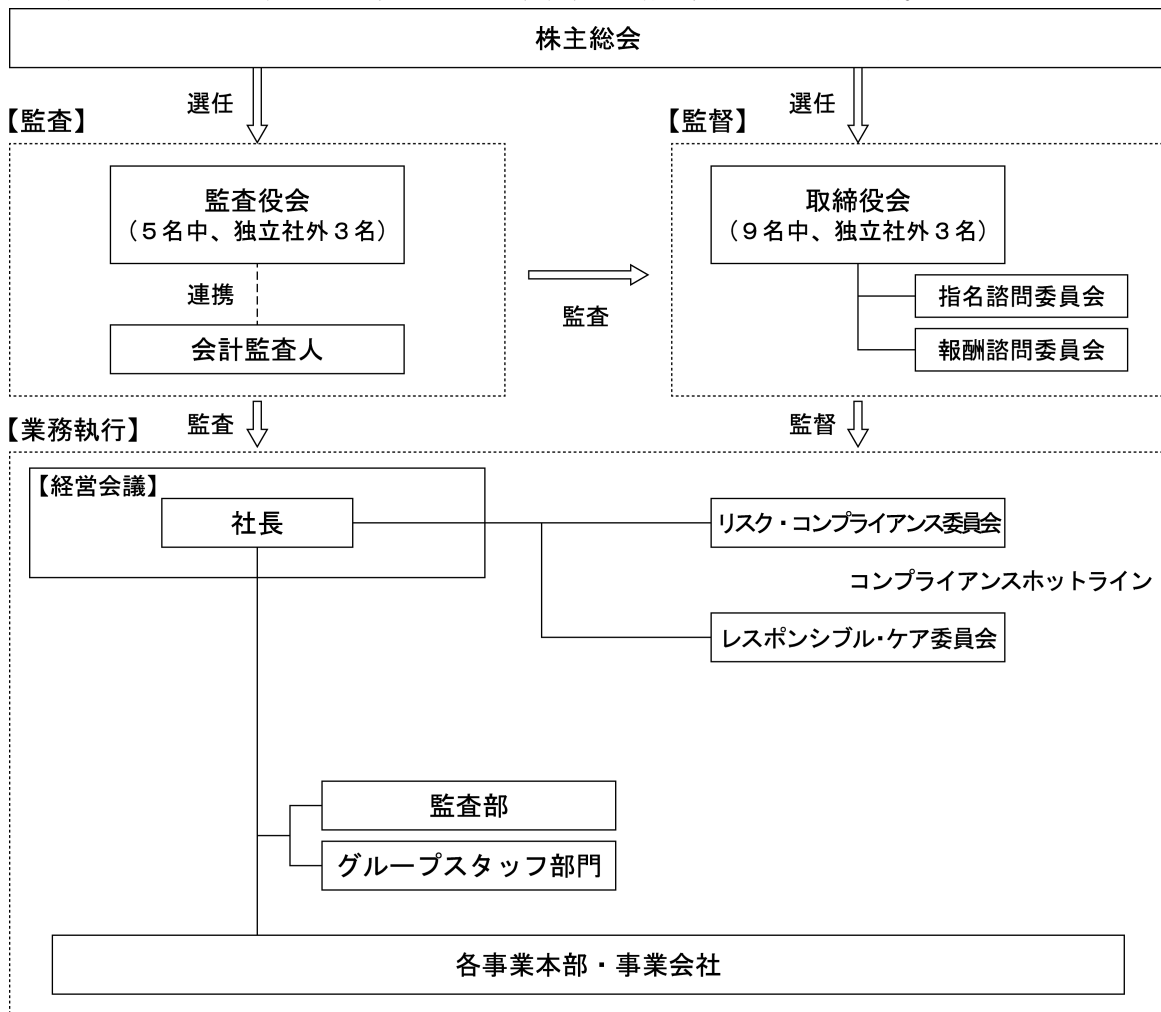 株主総会
選任
選任
【監査】
【監督】
監査役会
（５名中、独立社外３名）
取締役会
（９名中、独立社外３名）
連携
会計監査人
監査
指名諮問委員会
報酬諮問委員会
【業務執行】
監査
監督
【経営会議】
社長
リスク・コンプライアンス委員会
コンプライアンスホットライン
レスポンシブル・ケア委員会
監査部
グループスタッフ部門
各事業本部・事業会社